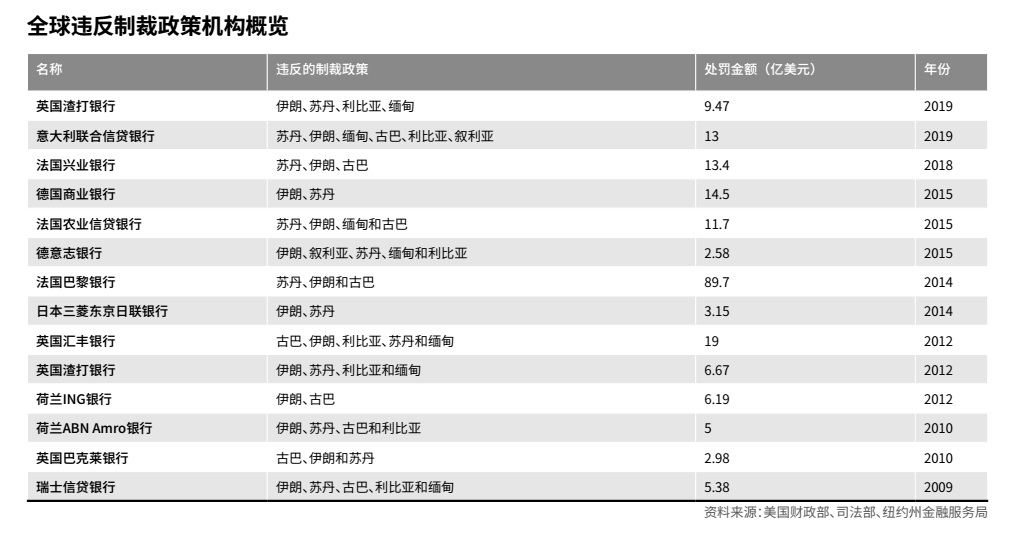 全球违反制裁政策机构概览
名称 违反的制裁政策 处罚金额（亿美元） 年份
英国渣打银行 伊朗、苏丹、利比亚、缅甸 9.47 2019
意大利联合信贷银行 苏丹、伊朗、缅甸、古巴、利比亚、叙利亚 13 2019
法国兴业银行 苏丹、伊朗、古巴 13.4 2018
德国商业银行 伊朗、苏丹 14.5 2015
法国农业信贷银行 苏丹、伊朗、缅甸和古巴 11.7 2015
德意志银行 伊朗、叙利亚、苏丹、缅甸和利比亚 2.58 2015
法国巴黎银行 苏丹、伊朗和古巴 89.7 2014
日本三菱东京日联银行 伊朗、苏丹 3.15 2014
英国汇丰银行 古巴、伊朗、利比亚、苏丹和缅甸 19 2012
英国渣打银行 伊朗、苏丹、利比亚和缅甸 6.67 2012
荷兰ING银行 伊朗、古巴 6.19 2012
荷兰ABN Amro银行 伊朗、苏丹、古巴和利比亚 5 2010
英国巴克莱银行 古巴、伊朗和苏丹 2.98 2010
瑞士信贷银行 伊朗、苏丹、古巴、利比亚和缅甸 5.38 2009
资料来源：美国财政部、司法部、纽约州金融服务局